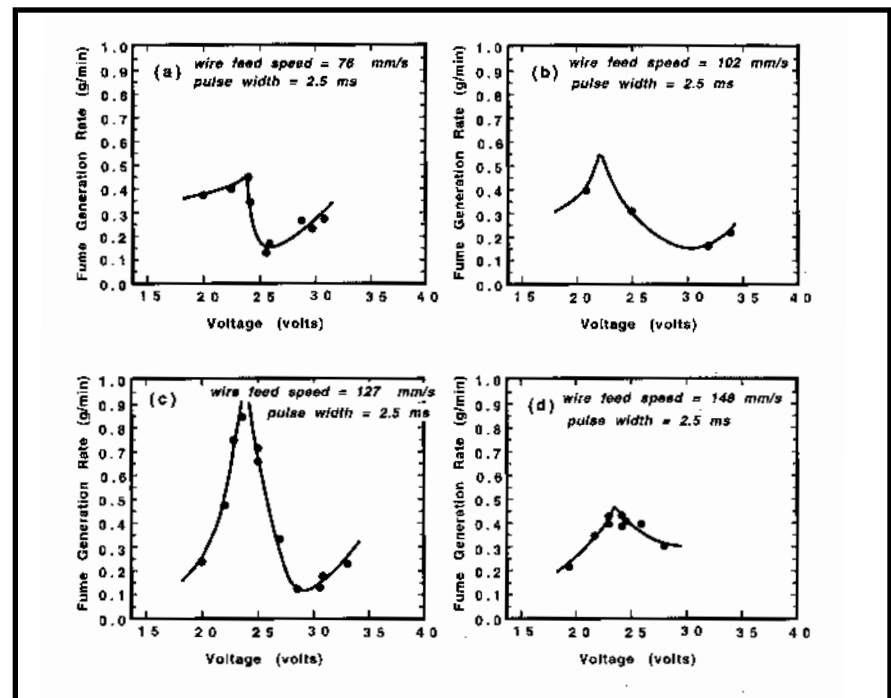 (a) wire feed speed = 76 mm/s
pulse width = 2.5 ms
Fume Generation Rate (g/min)
1.0
0.9
0.8
0.7
0.6
0.5
0.4
0.3
0.2
0.1
0.0
15 20 25 30 35 40
Voltage (volts)
(b) wire feed speed = 102 mm/s
pulse width = 2.5 ms
Fume Generation Rate (g/min)
1.0
0.9
0.8
0.7
0.6
0.5
0.4
0.3
0.2
0.1
0.0
15 20 25 30 35 40
Voltage (volts)
(c) wire feed speed = 127 mm/s
pulse width = 2.5 ms
Fume Generation Rate (g/min)
1.0
0.9
0.8
0.7
0.6
0.5
0.4
0.3
0.2
0.1
0.0
15 20 25 30 35 40
Voltage (volts)
(d) wire feed speed = 148 mm/s
pulse width = 2.5 ms
Fume Generation Rate (g/min)
1.0
0.9
0.8
0.7
0.6
0.5
0.4
0.3
0.2
0.1
0.0
15 20 25 30 35 40
Voltage (volts)